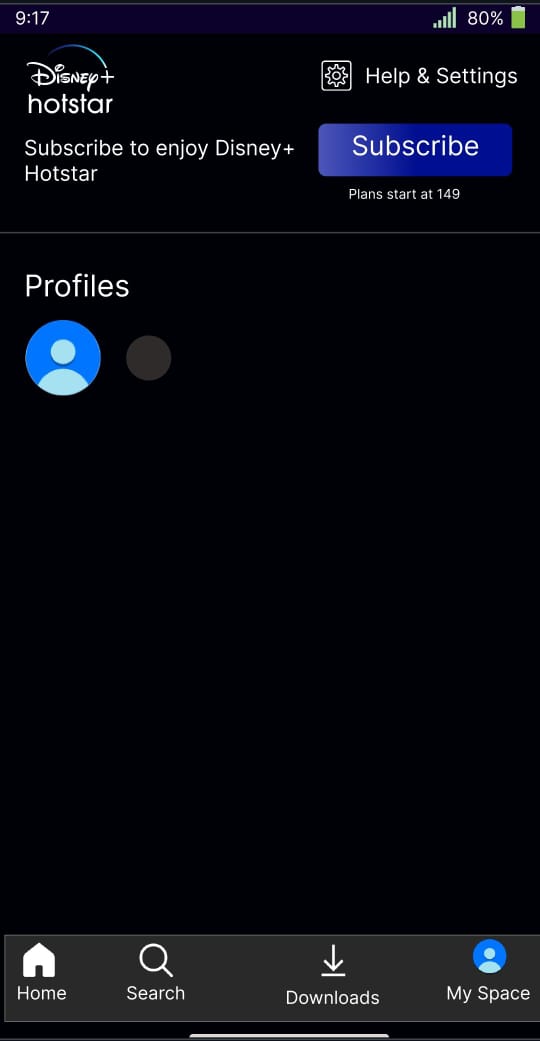 9:17
80%
Disney+
hotstar
Help & Settings
Subscribe to enjoy Disney+
Hotstar
Subscribe
Plans start at 149
Profiles
Home
Search
Downloads
My Space